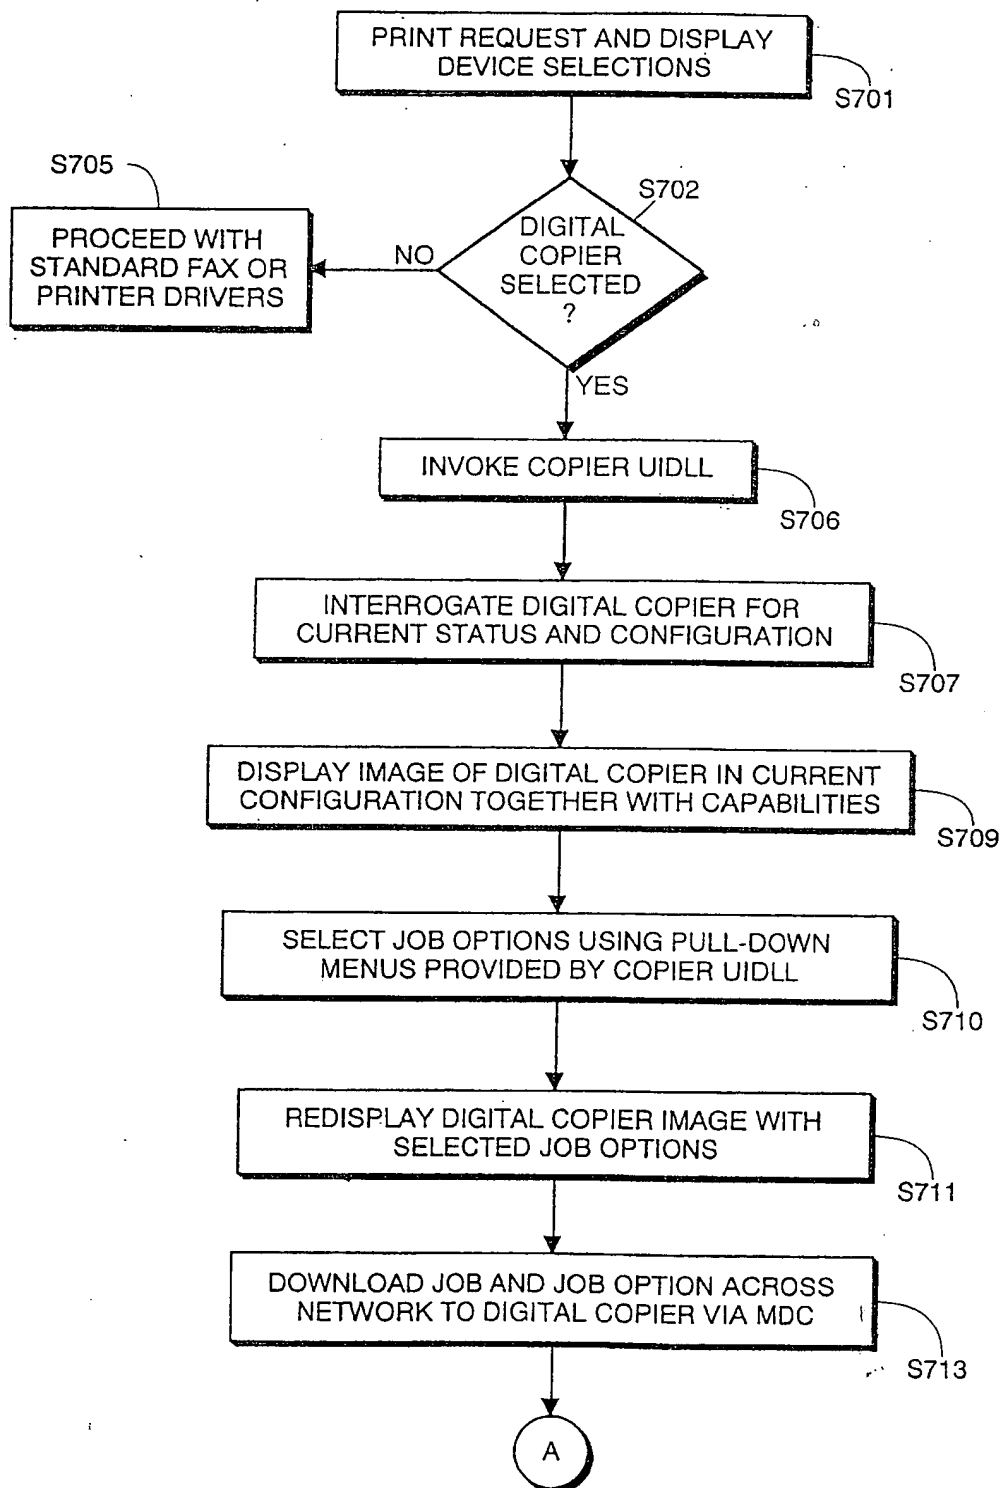 PRINT REQUEST AND DISPLAY
DEVICE SELECTIONS
S701
S705
S702
PROCEED WITH
STANDARD FAX OR
PRINTER DRIVERS
NO
DIGITAL
COPIER
SELECTED
?
YES
INVOKE COPIER UIDLL
S706
INTERROGATE DIGITAL COPIER FOR
CURRENT STATUS AND CONFIGURATION
S707
DISPLAY IMAGE OF DIGITAL COPIER IN CURRENT
CONFIGURATION TOGETHER WITH CAPABILITIES
S709
SELECT JOB OPTIONS USING PULL-DOWN
MENUS PROVIDED BY COPIER UIDLL
S710
REDISPLAY DIGITAL COPIER IMAGE WITH
SELECTED JOB OPTIONS
S711
DOWNLOAD JOB AND JOB OPTION ACROSS
NETWORK TO DIGITAL COPIER VIA MDC
S713
A